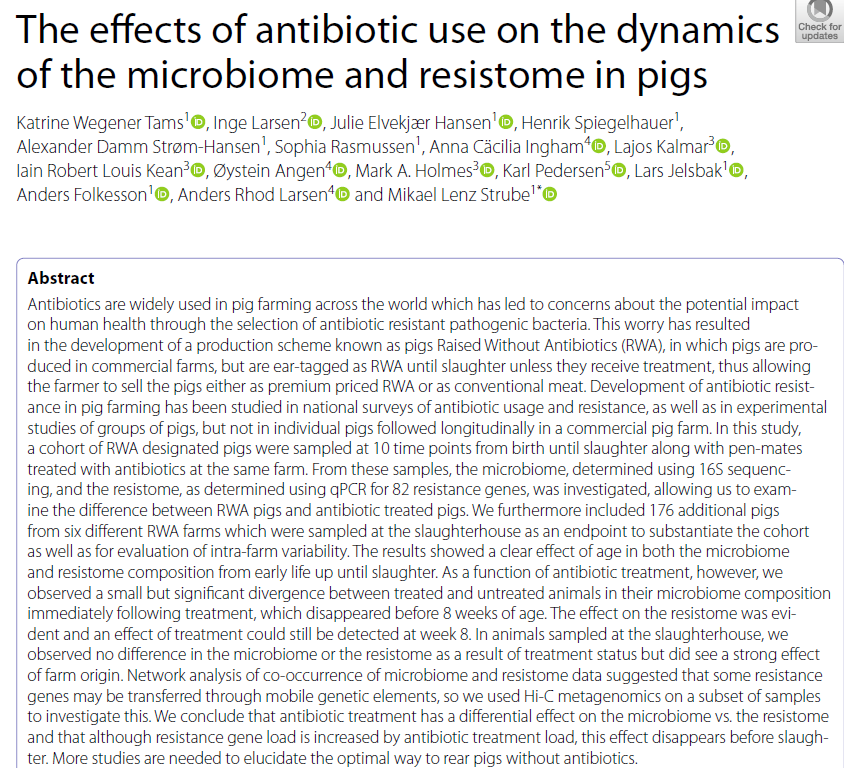 The effects of antibiotic use on the dynamics
of the microbiome and resistome in pigs
Check for
updates
Katrine Wegener Tams1, Inge Larsen2, Julie Elvekjær Hansen1, Henrik Spiegelhauer1,
Alexander Damm Strøm-Hansen1, Sophia Rasmussen1, Anna Cäcilia Ingham4, Lajos Kalmar3,
Iain Robert Louis Kean3, Øystein Angen4, Mark A. Holmes3, Karl Pedersen5, Lars Jelsbak1,
Anders Folkesson1, Anders Rhod Larsen4 and Mikael Lenz Strube1*
Abstract
Antibiotics are widely used in pig farming across the world which has led to concerns about the potential impact
on human health through the selection of antibiotic resistant pathogenic bacteria. This worry has resulted
in the development of a production scheme known as pigs Raised Without Antibiotics (RWA), in which pigs are pro-
duced in commercial farms, but are ear-tagged as RWA until slaughter unless they receive treatment, thus allowing
the farmer to sell the pigs either as premium priced RWA or as conventional meat. Development of antibiotic resist-
ance in pig farming has been studied in national surveys of antibiotic usage and resistance, as well as in experimental
studies of groups of pigs, but not in individual pigs followed longitudinally in a commercial pig farm. In this study,
a cohort of RWA designated pigs were sampled at 10 time points from birth until slaughter along with pen-mates
treated with antibiotics at the same farm. From these samples, the microbiome, determined using 16S sequenc-
ing, and the resistome, as determined using qPCR for 82 resistance genes, was investigated, allowing us to exam-
ine the difference between RWA pigs and antibiotic treated pigs. We furthermore included 176 additional pigs
from six different RWA farms which were sampled at the slaughterhouse as an endpoint to substantiate the cohort
as well as for evaluation of intra-farm variability. The results showed a clear effect of age in both the microbiome
and resistome composition from early life up until slaughter. As a function of antibiotic treatment, however, we
observed a small but significant divergence between treated and untreated animals in their microbiome composition
immediately following treatment, which disappeared before 8 weeks of age. The effect on the resistome was evi-
dent and an effect of treatment could still be detected at week 8. In animals sampled at the slaughterhouse, we
observed no difference in the microbiome or the resistome as a result of treatment status but did see a strong effect
of farm origin. Network analysis of co-occurrence of microbiome and resistome data suggested that some resistance
genes may be transferred through mobile genetic elements, so we used Hi-C metagenomics on a subset of samples
to investigate this. We conclude that antibiotic treatment has a differential effect on the microbiome vs. the resistome
and that although resistance gene load is increased by antibiotic treatment load, this effect disappears before slaugh-
ter. More studies are needed to elucidate the optimal way to rear pigs without antibiotics.